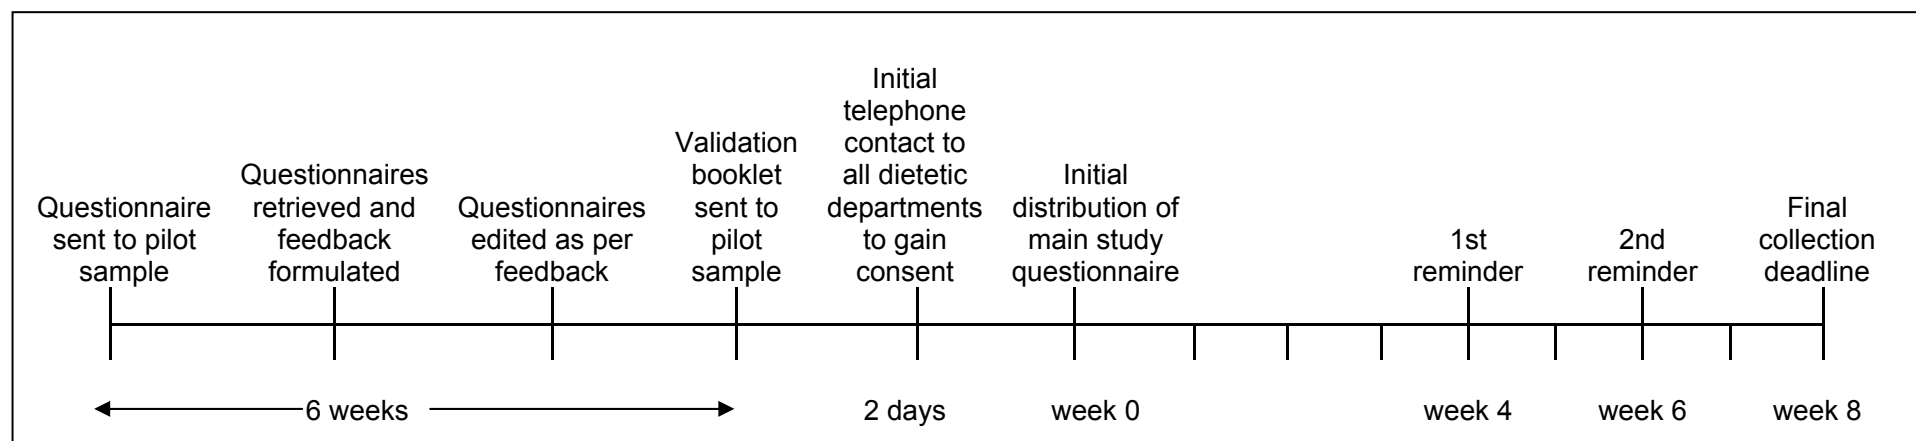 Questionnaire
sent to pilot
sample
Questionnaires
retrieved and
feedback
formulated
Questionnaires
edited as per
feedback
Validation
booklet
sent to
pilot
sample
Initial
telephone
contact to
all dietetic
departments
to gain
consent
Initial
distribution of
main study
questionnaire
1st
reminder
2nd
reminder
Final
collection
deadline
6 weeks
2 days
week 0
week 4
week 6
week 8